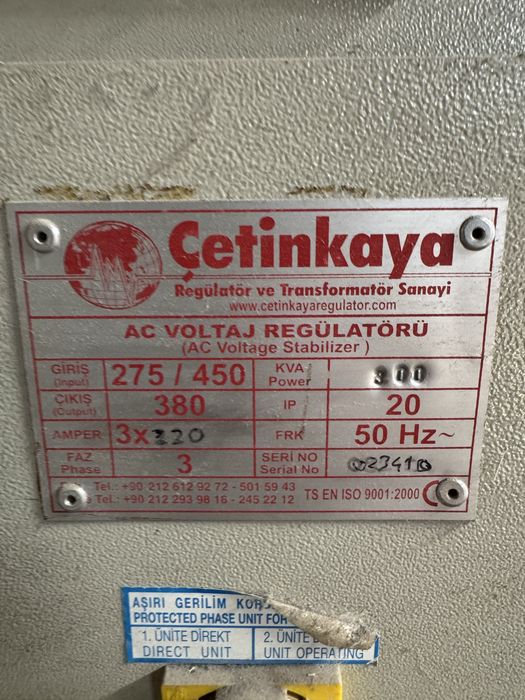 Çetinkaya
Regülatör ve Transformatör Sanayi
www.cetinkayaregulator.com
AC VOLTAJ REGÜLATÖRÜ
(AC Voltage Stabilizer )
GİRİŞ (Input) 275 / 450 KVA Power 300
ÇIKIŞ (Output) 380 IP 20
AMPER 3x320 FRK 50 Hz~
FAZ Phase 3 SERİ NO Serial No
Tel.: +90 212 612 92 72 - 501 59 43
Tel.: +90 212 293 98 16 - 245 22 12 TS EN ISO 9001:2000
AŞIRI GERİLİM
PROTECTED PHASE UNIT FOR
1. ÜNİTE DİREKT 2. ÜNİTE
DIRECT UNIT UNIT OPERATING